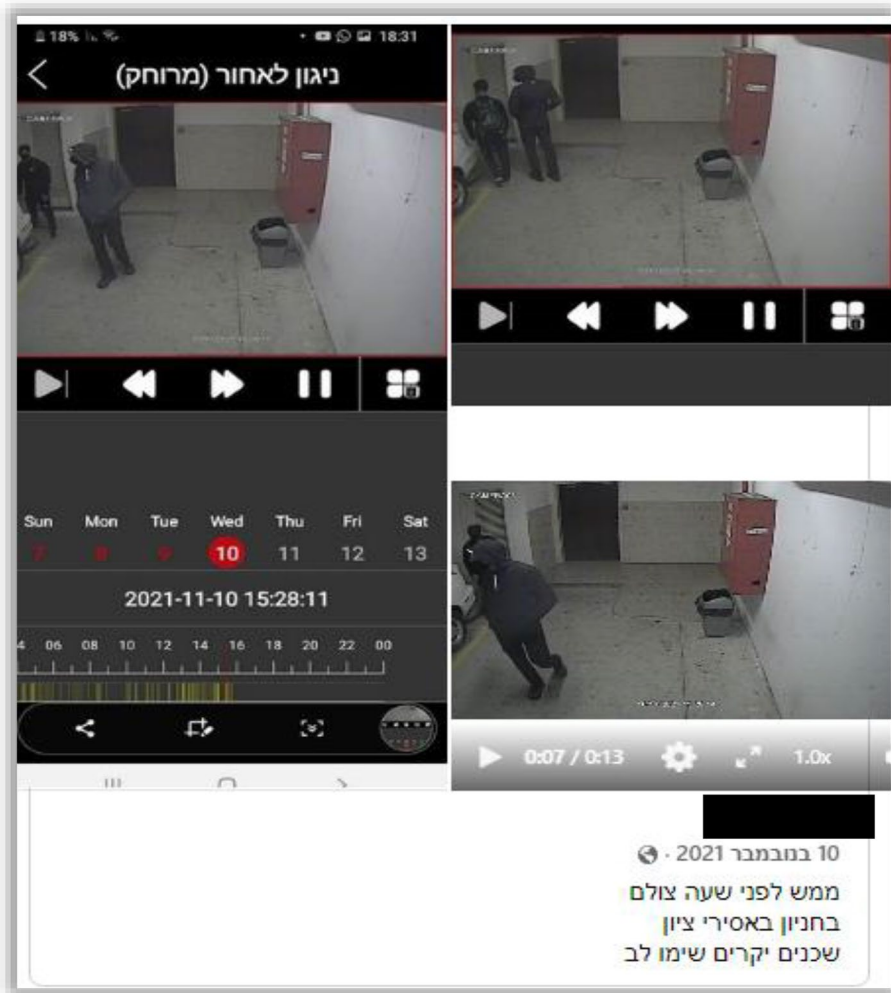 18%
18:31
ניגון לאחור (מרוחק)
Sun Mon Tue Wed Thu Fri Sat
7 8 9 10 11 12 13
2021-11-10 15:28:11
4 06 08 10 12 14 16 18 20 22 00
0:07 / 0:13
1.0x
10 בנובמבר 2021 ·
ממש לפני שעה צולם
בחניון באסירי ציון
שכנים יקרים שימו לב